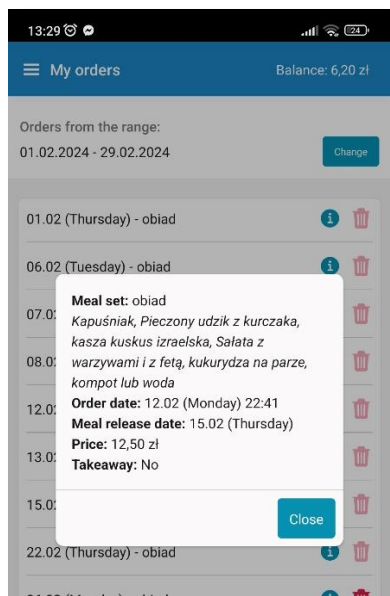 13:29
24
My orders
Balance: 6,20 zł
Orders from the range:
01.02.2024 - 29.02.2024
Change
01.02 (Thursday) - obiad
06.02 (Tuesday) - obiad
07.0
08.0
12.0
13.0
15.0
Meal set: obiad
Kapuśniak, Pieczony udzik z kurczaka,
kasza kuskus izraelska, Sałata z
warzywami i z fetą, kukurydza na parze,
kompot lub woda
Order date: 12.02 (Monday) 22:41
Meal release date: 15.02 (Thursday)
Price: 12,50 zł
Takeaway: No
Close
22.02 (Thursday) - obiad